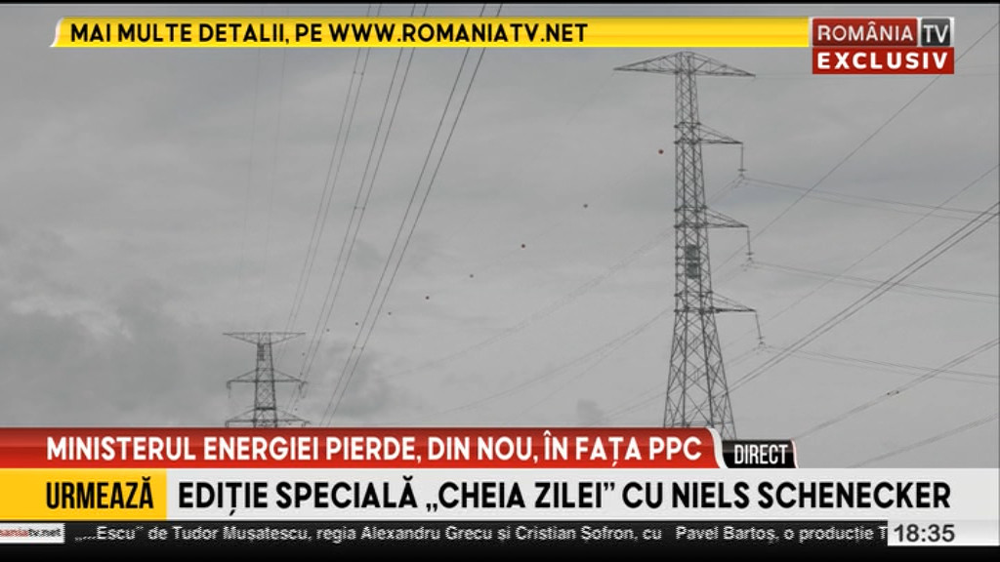 MAI MULTE DETALII, PE WWW.ROMANIATV.NET
ROMÂNIA TV
EXCLUSIV
MINISTERUL ENERGIEI PIERDE, DIN NOU, ÎN FAȚA PPC
DIRECT
URMEAZĂ
EDIȚIE SPECIALĂ „CHEIA ZILEI” CU NIELS SCHENECKER
maniatv.net „...Escu” de Tudor Mușatescu, regia Alexandru Grecu și Cristian Șofron, cu Pavel Bartoș, o producție T
18:35